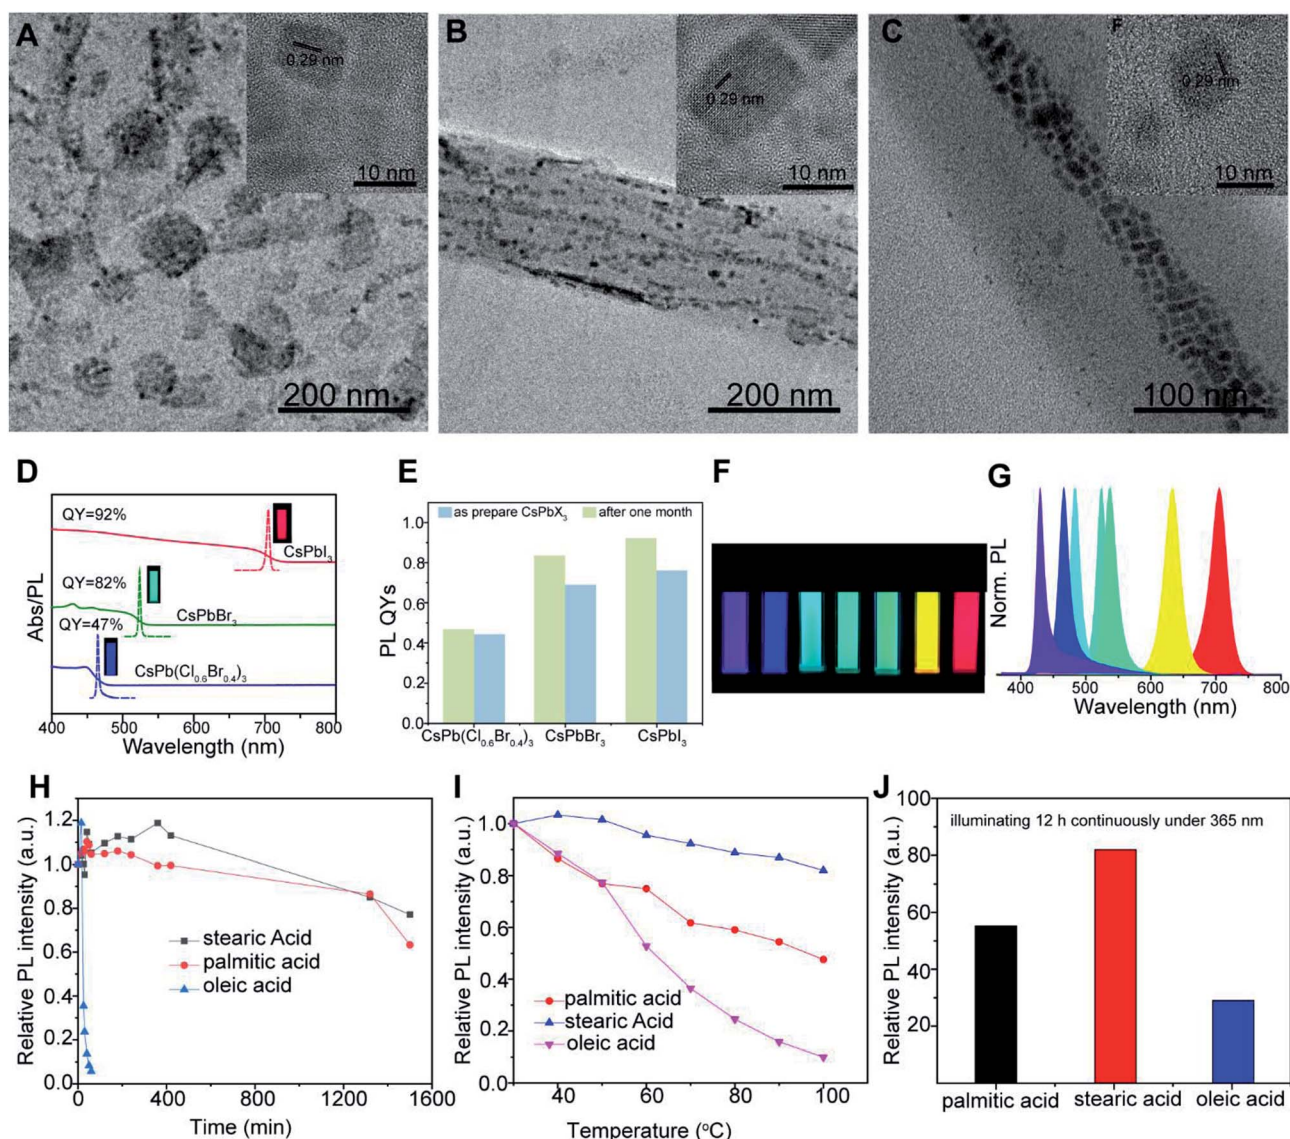 A
0.29 nm
10 nm
200 nm
B
0.29 nm
10 nm
200 nm
C
F
0.29 nm
10 nm
100 nm
D
QY=92%
CsPbI3
QY=82%
CsPbBr3
QY=47%
CsPb(Cl0.6Br0.4)3
Abs/PL
400 500 600 700 800
Wavelength (nm)
E
as prepare CsPbX3 after one month
1.0
0.8
0.6
0.4
0.2
0.0
PL QYs
CsPb(Cl0.6Br0.4)3 CsPbBr3 CsPbI3
F
G
Norm. PL
400 500 600 700 800
Wavelength (nm)
H
1.2
1.0
0.8
0.6
0.4
0.2
0.0
Relative PL intensity (a.u.)
stearic Acid
palmitic acid
oleic acid
0 400 800 1200 1600
Time (min)
I
1.0
0.8
0.6
0.4
0.2
0.0
Relative PL intensity (a.u.)
palmitic acid
stearic Acid
oleic acid
40 60 80 100
Temperature (°C)
J
100
80
60
40
20
Relative PL intensity (a.u.)
illuminating 12 h continuously under 365 nm
palmitic acid stearic acid oleic acid